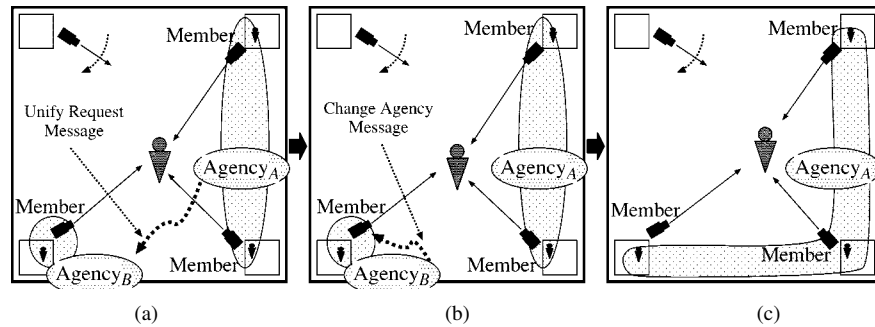 Member
Unify Request
Message
Agency_A
Member
Member
Agency_B
(a)
Member
Change Agency
Message
Agency_A
Member
Member
Agency_B
(b)
Member
Agency_A
Member
Member
(c)